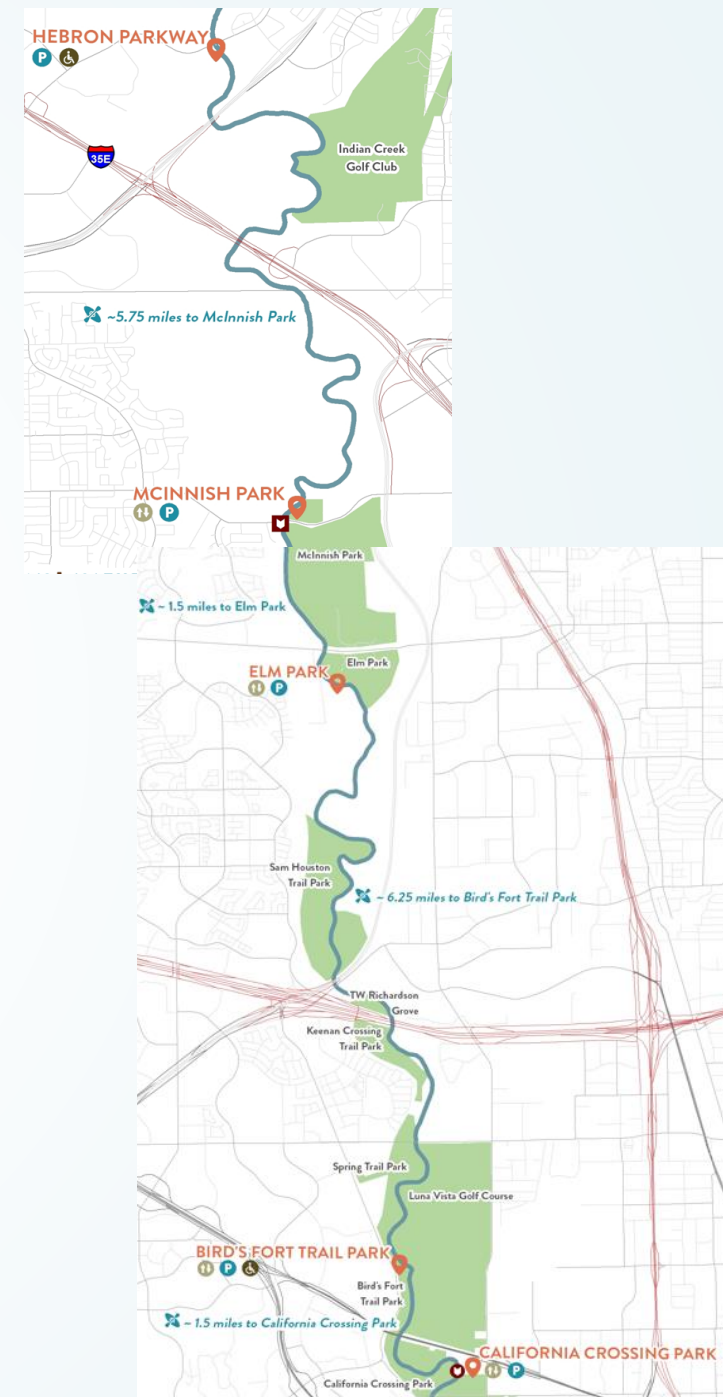 HEBRON PARKWAY
P
Indian Creek
Golf Club
35E
~5.75 miles to McInnish Park
MCINNISH PARK
P
McInnish Park
~ 1.5 miles to Elm Park
Elm Park
ELM PARK
P
Sam Houston
Trail Park
~ 6.25 miles to Bird's Fort Trail Park
TW Richardson
Grove
Keenan Crossing
Trail Park
Spring Trail Park
Luna Vista Golf Course
BIRD'S FORT TRAIL PARK
P
Bird's Fort
Trail Park
~ 1.5 miles to California Crossing Park
CALIFORNIA CROSSING PARK
P
California Crossing Park